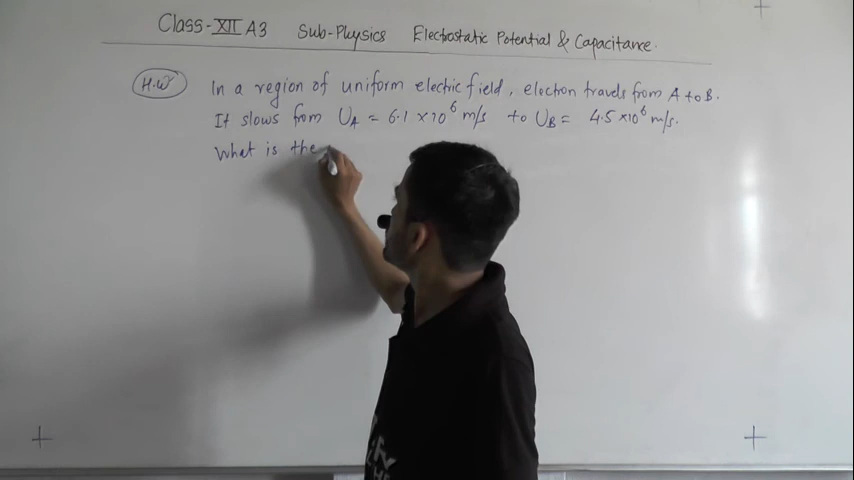 Class-XII A3 Sub-Physics Electrostatic Potential & Capacitance.
H.W In a region of uniform electric field, electron travels from A to B.
It slows from UA = 6.1 × 10⁶ m/s to UB = 4.5 × 10⁶ m/s.
What is the